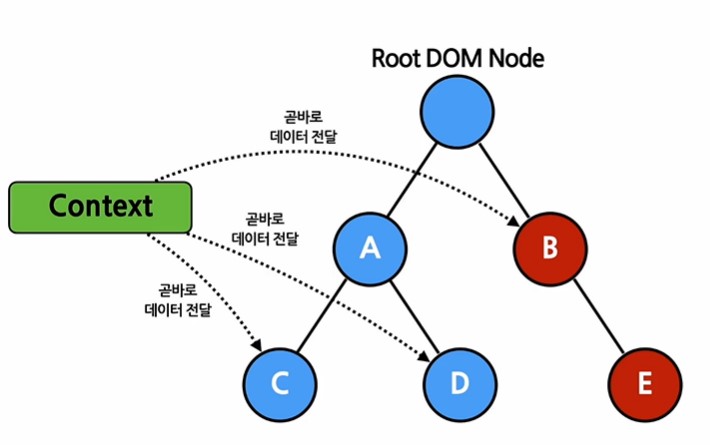 Root DOM Node
곧바로
데이터 전달
Context
곧바로
데이터 전달
A
B
곧바로
데이터 전달
C
D
E